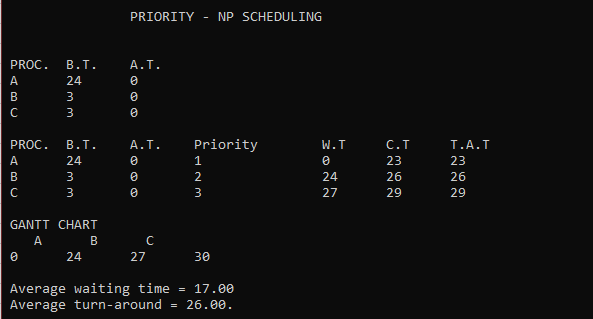 PRIORITY - NP SCHEDULING
PROC. B.T. A.T.
A 24 0
B 3 0
C 3 0
PROC. B.T. A.T. Priority W.T C.T T.A.T
A 24 0 1 0 23 23
B 3 0 2 24 26 26
C 3 0 3 27 29 29
GANTT CHART
A B C
0 24 27 30
Average waiting time = 17.00
Average turn-around = 26.00.